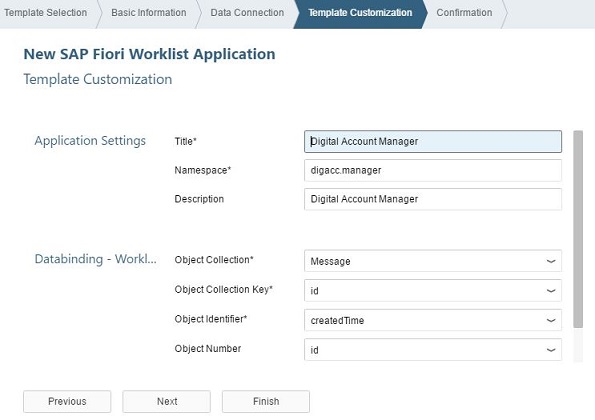 Template Selection Basic Information Data Connection Template Customization Confirmation
New SAP Fiori Worklist Application
Template Customization
Application Settings Title* Digital Account Manager
Namespace* digacc.manager
Description Digital Account Manager
Databinding - Workl... Object Collection* Message
Object Collection Key* id
Object Identifier* createdTime
Object Number id
Previous Next Finish